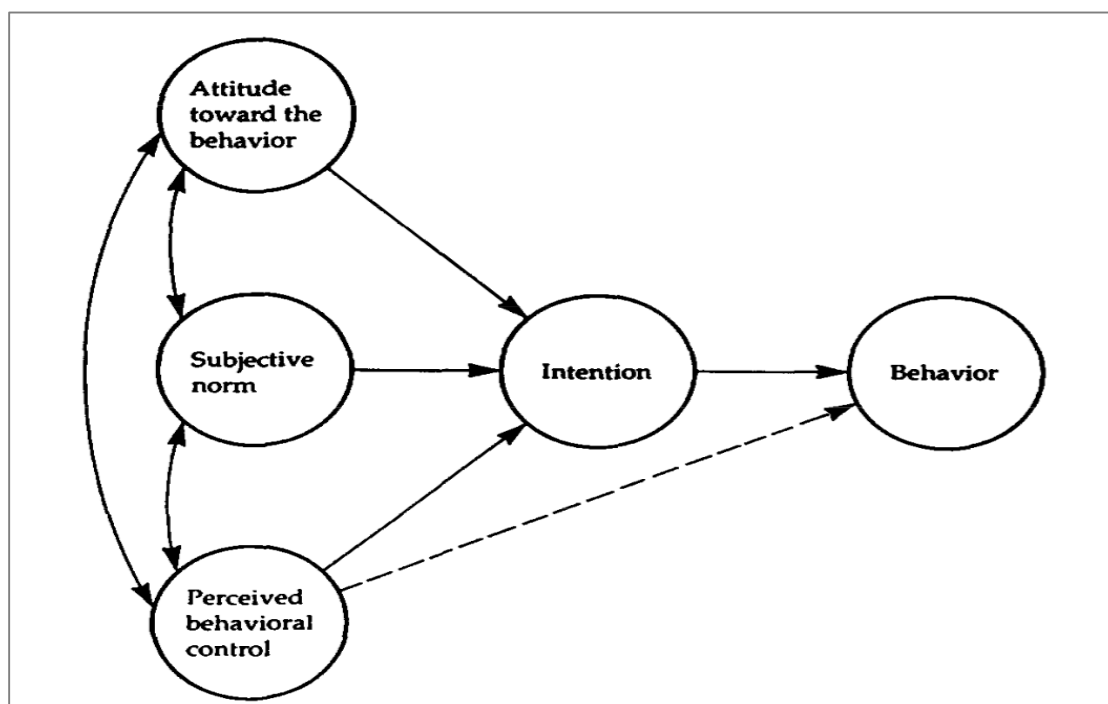 Attitude
toward the
behavior
Subjective
norm
Intention
Behavior
Perceived
behavioral
control